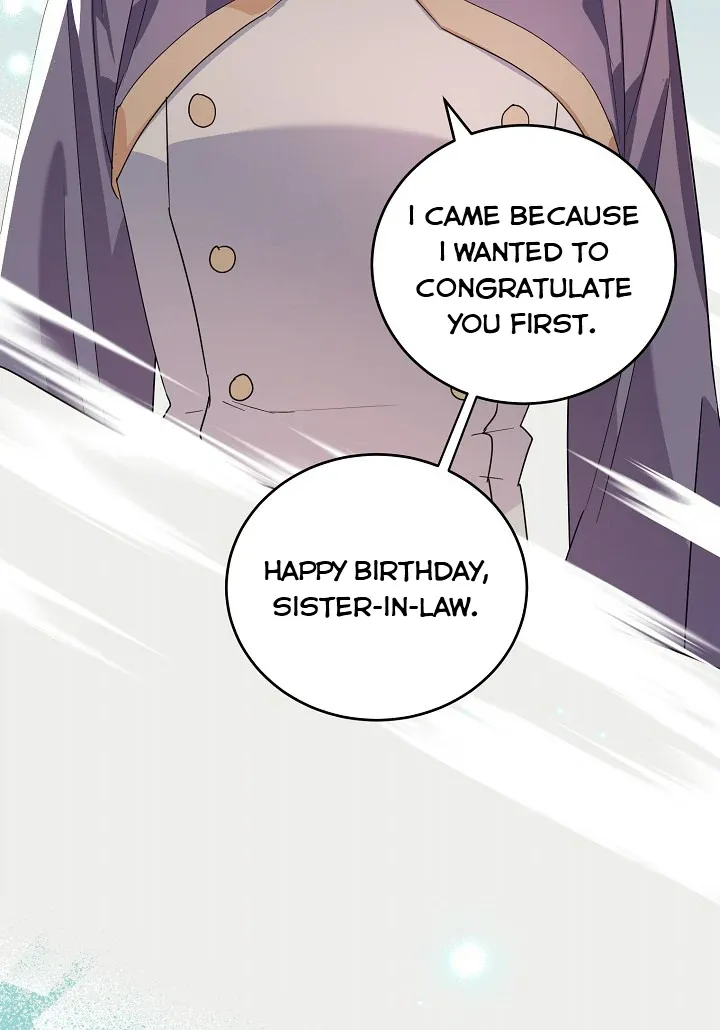 I CAME BECAUSE
I WANTED TO
CONGRATULATE
YOU FIRST.
HAPPY BIRTHDAY,
SISTER-IN-LAW.